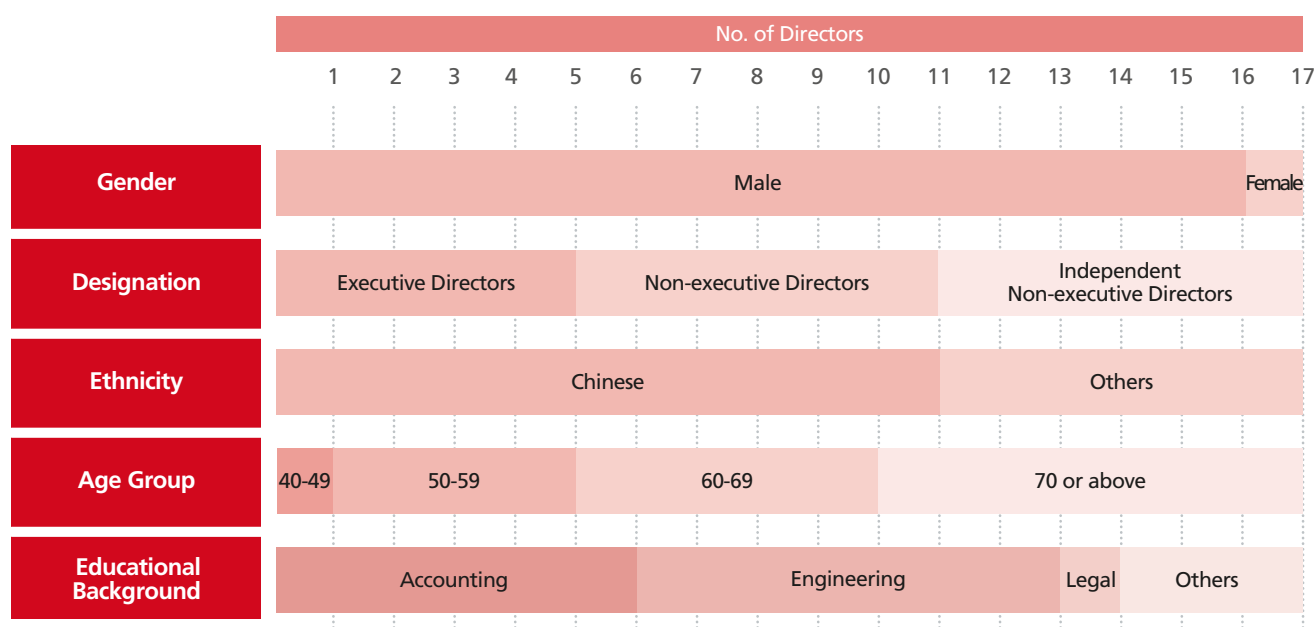 No. of Directors
1 2 3 4 5 6 7 8 9 10 11 12 13 14 15 16 17
Gender
Male
Female
Designation
Executive Directors
Non-executive Directors
Independent
Non-executive Directors
Ethnicity
Chinese
Others
Age Group
40-49
50-59
60-69
70 or above
Educational
Background
Accounting
Engineering
Legal
Others